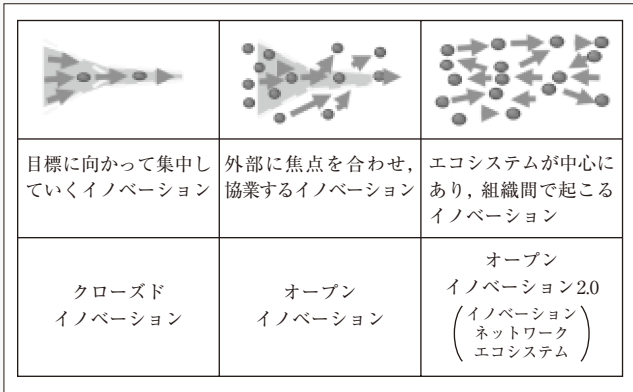 目標に向かって集中し
ていくイノベーション
外部に焦点を合わせ,
協業するイノベーション
エコシステムが中心に
あり, 組織間で起こる
イノベーション
クローズド
イノベーション
オープン
イノベーション
オープン
イノベーション2.0
(イノベーション
ネットワーク
エコシステム)